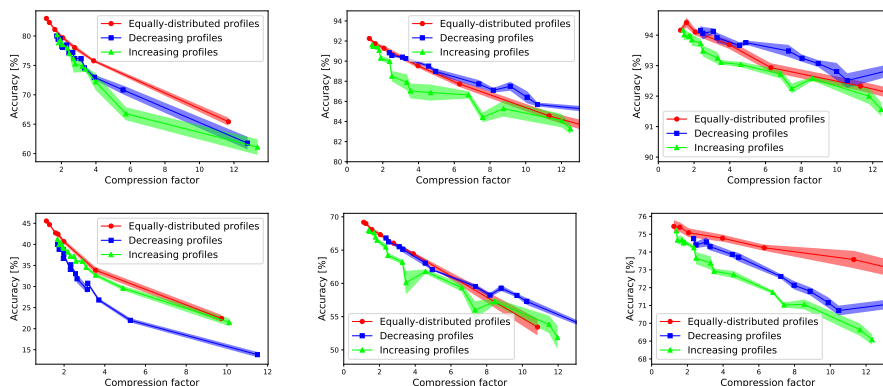 Accuracy [%]
80
75
70
65
60
2
4
6
8
10
12
Compression factor
Equally-distributed profiles
Decreasing profiles
Increasing profiles
Accuracy [%]
94
92
90
88
86
84
82
80
2
4
6
8
10
12
Compression factor
Equally-distributed profiles
Decreasing profiles
Increasing profiles
Accuracy [%]
94
93
92
91
90
2
4
6
8
10
12
Compression factor
Equally-distributed profiles
Decreasing profiles
Increasing profiles
Accuracy [%]
45
40
35
30
25
20
15
2
4
6
8
10
Compression factor
Equally-distributed profiles
Decreasing profiles
Increasing profiles
Accuracy [%]
70
65
60
55
50
2
4
6
8
10
12
Compression factor
Equally-distributed profiles
Decreasing profiles
Increasing profiles
Accuracy [%]
76
75
74
73
72
71
70
69
68
2
4
6
8
10
12
Compression factor
Equally-distributed profiles
Decreasing profiles
Increasing profiles